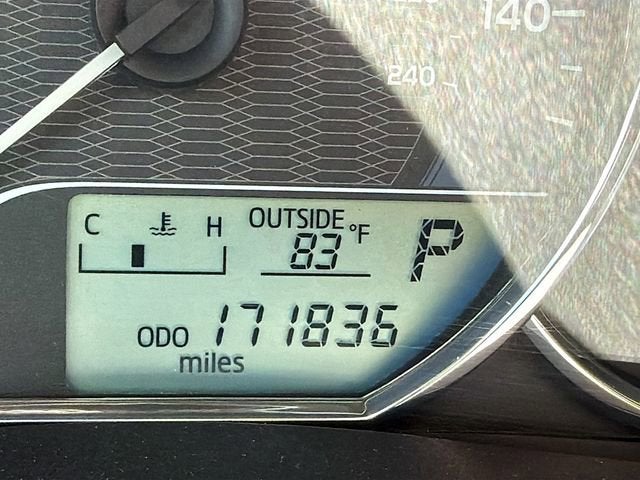 140
240
C H OUTSIDE
83 °F P
ODO 171836
miles